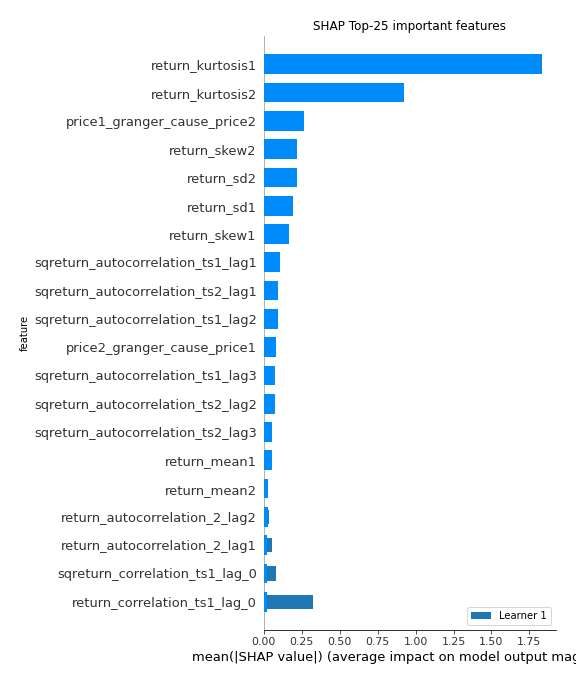 SHAP Top-25 important features
return_kurtosis1
return_kurtosis2
price1_granger_cause_price2
return_skew2
return_sd2
return_sd1
return_skew1
sqreturn_autocorrelation_ts1_lag1
sqreturn_autocorrelation_ts2_lag1
sqreturn_autocorrelation_ts1_lag2
price2_granger_cause_price1
sqreturn_autocorrelation_ts1_lag3
sqreturn_autocorrelation_ts2_lag2
sqreturn_autocorrelation_ts2_lag3
return_mean1
return_mean2
return_autocorrelation_2_lag2
return_autocorrelation_2_lag1
sqreturn_correlation_ts1_lag_0
return_correlation_ts1_lag_0
feature
Learner 1
0.00 0.25 0.50 0.75 1.00 1.25 1.50 1.75
mean(|SHAP value|) (average impact on model output mag